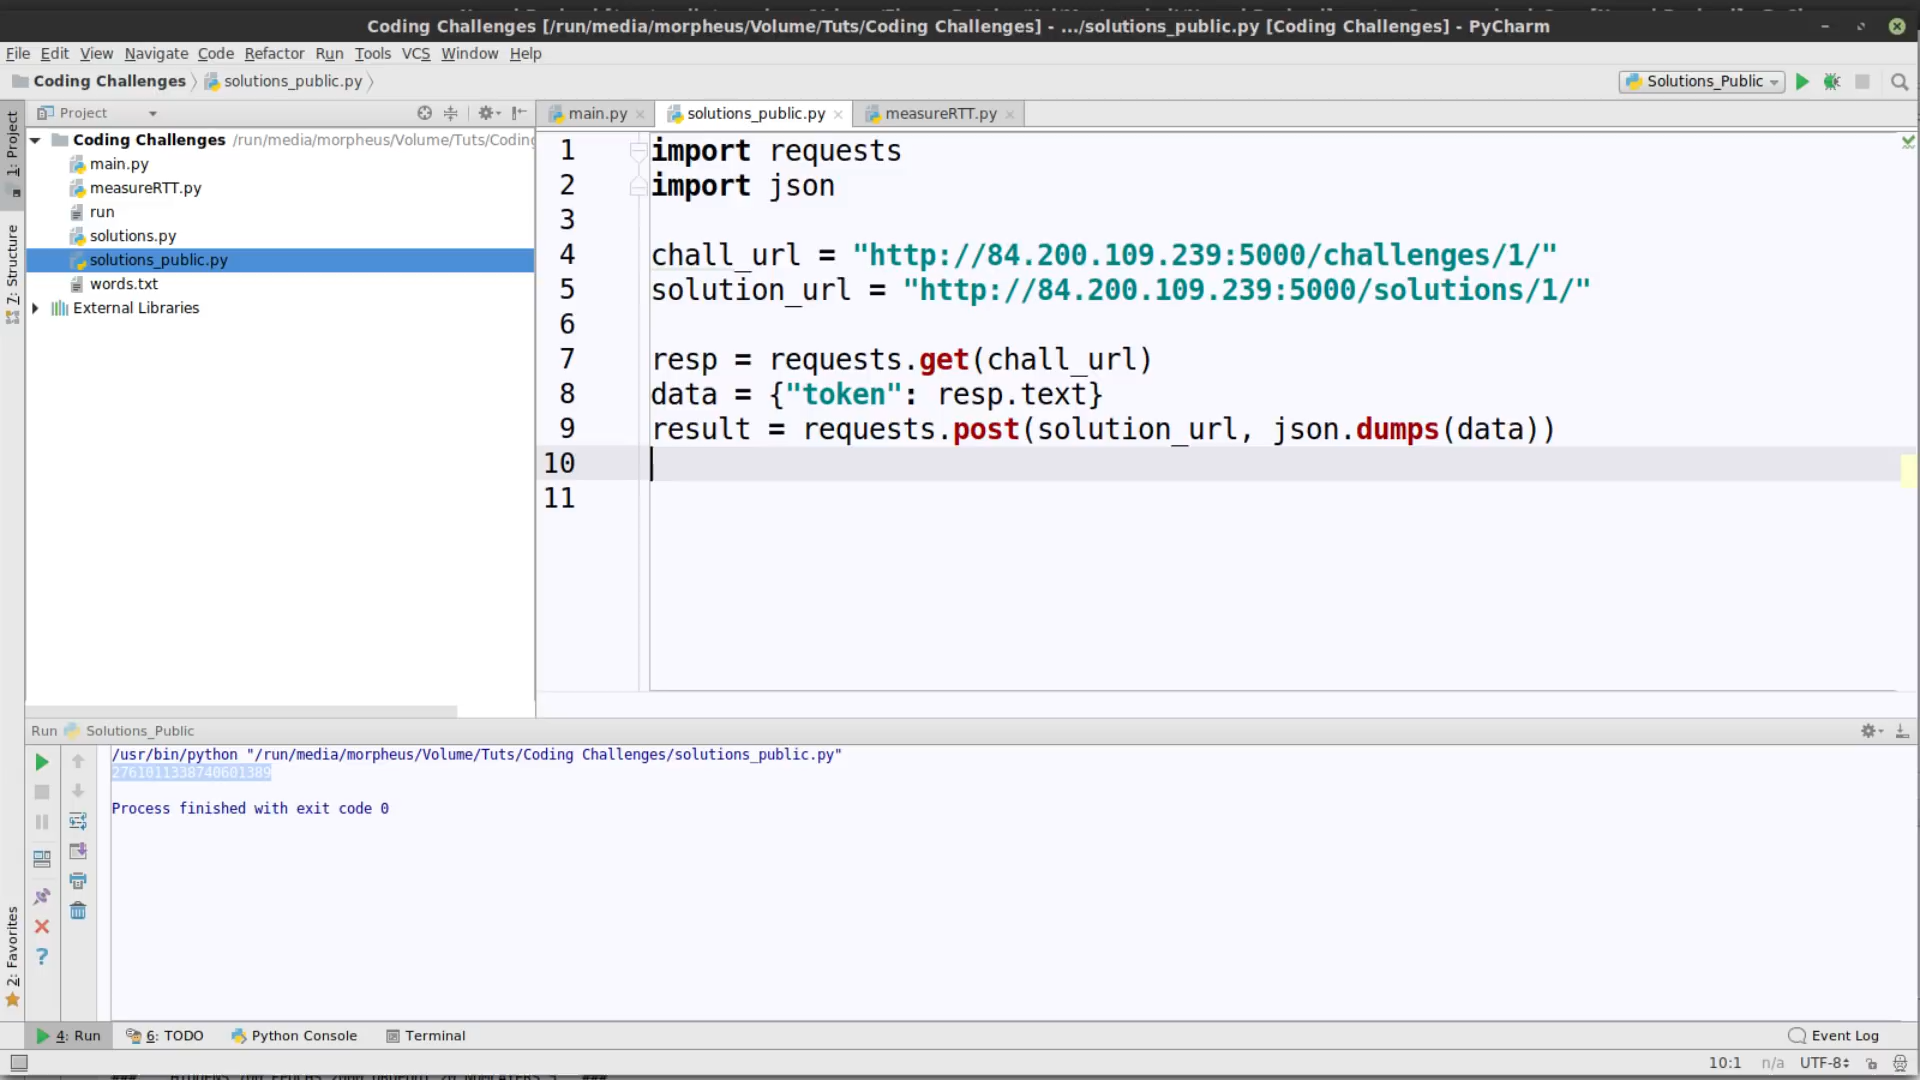 Coding Challenges [/run/media/morpheus/Volume/Tuts/Coding Challenges] - .../solutions_public.py [Coding Challenges] - PyCharm
File Edit View Navigate Code Refactor Run Tools VCS Window Help
Coding Challenges solutions_public.py Solutions_Public
Project main.py solutions_public.py measureRTT.py
1: Project
7: Structure
2: Favorites
Coding Challenges /run/media/morpheus/Volume/Tuts/Coding
main.py
measureRTT.py
run
solutions.py
solutions_public.py
words.txt
External Libraries
1 import requests
2 import json
3
4 chall_url = "http://84.200.109.239:5000/challenges/1/"
5 solution_url = "http://84.200.109.239:5000/solutions/1/"
6
7 resp = requests.get(chall_url)
8 data = {"token": resp.text}
9 result = requests.post(solution_url, json.dumps(data))
10
11
Run Solutions_Public
/usr/bin/python "/run/media/morpheus/Volume/Tuts/Coding Challenges/solutions_public.py"
2761011338740601389
Process finished with exit code 0
4: Run 6: TODO Python Console Terminal Event Log
10:1 n/a UTF-8